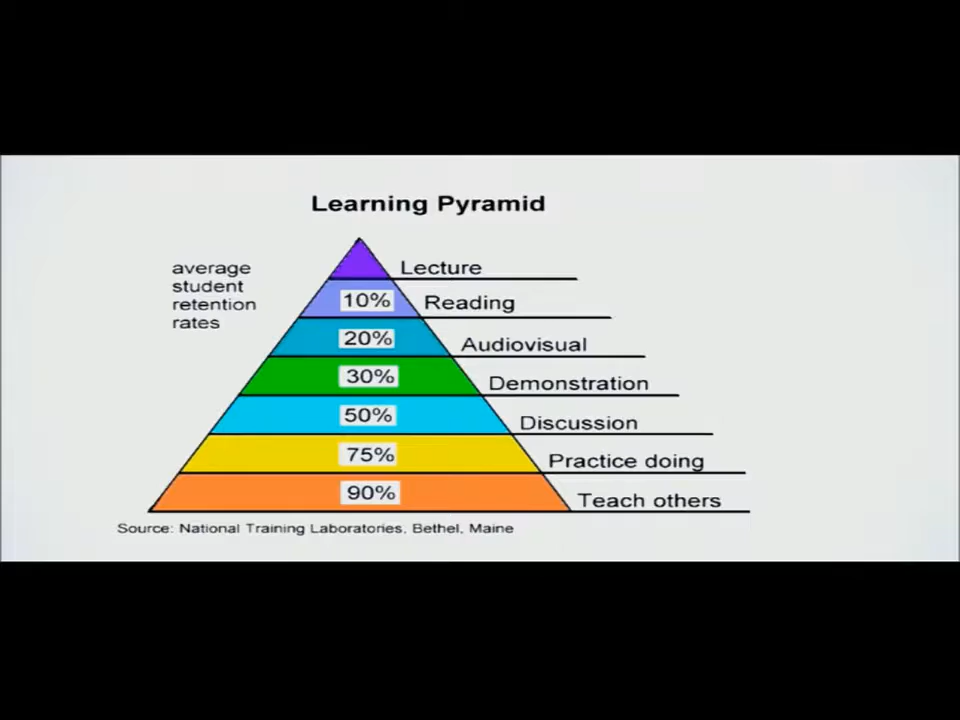 Learning Pyramid
average
student
retention
rates
Lecture
10% Reading
20% Audiovisual
30% Demonstration
50% Discussion
75% Practice doing
90% Teach others
Source: National Training Laboratories, Bethel, Maine